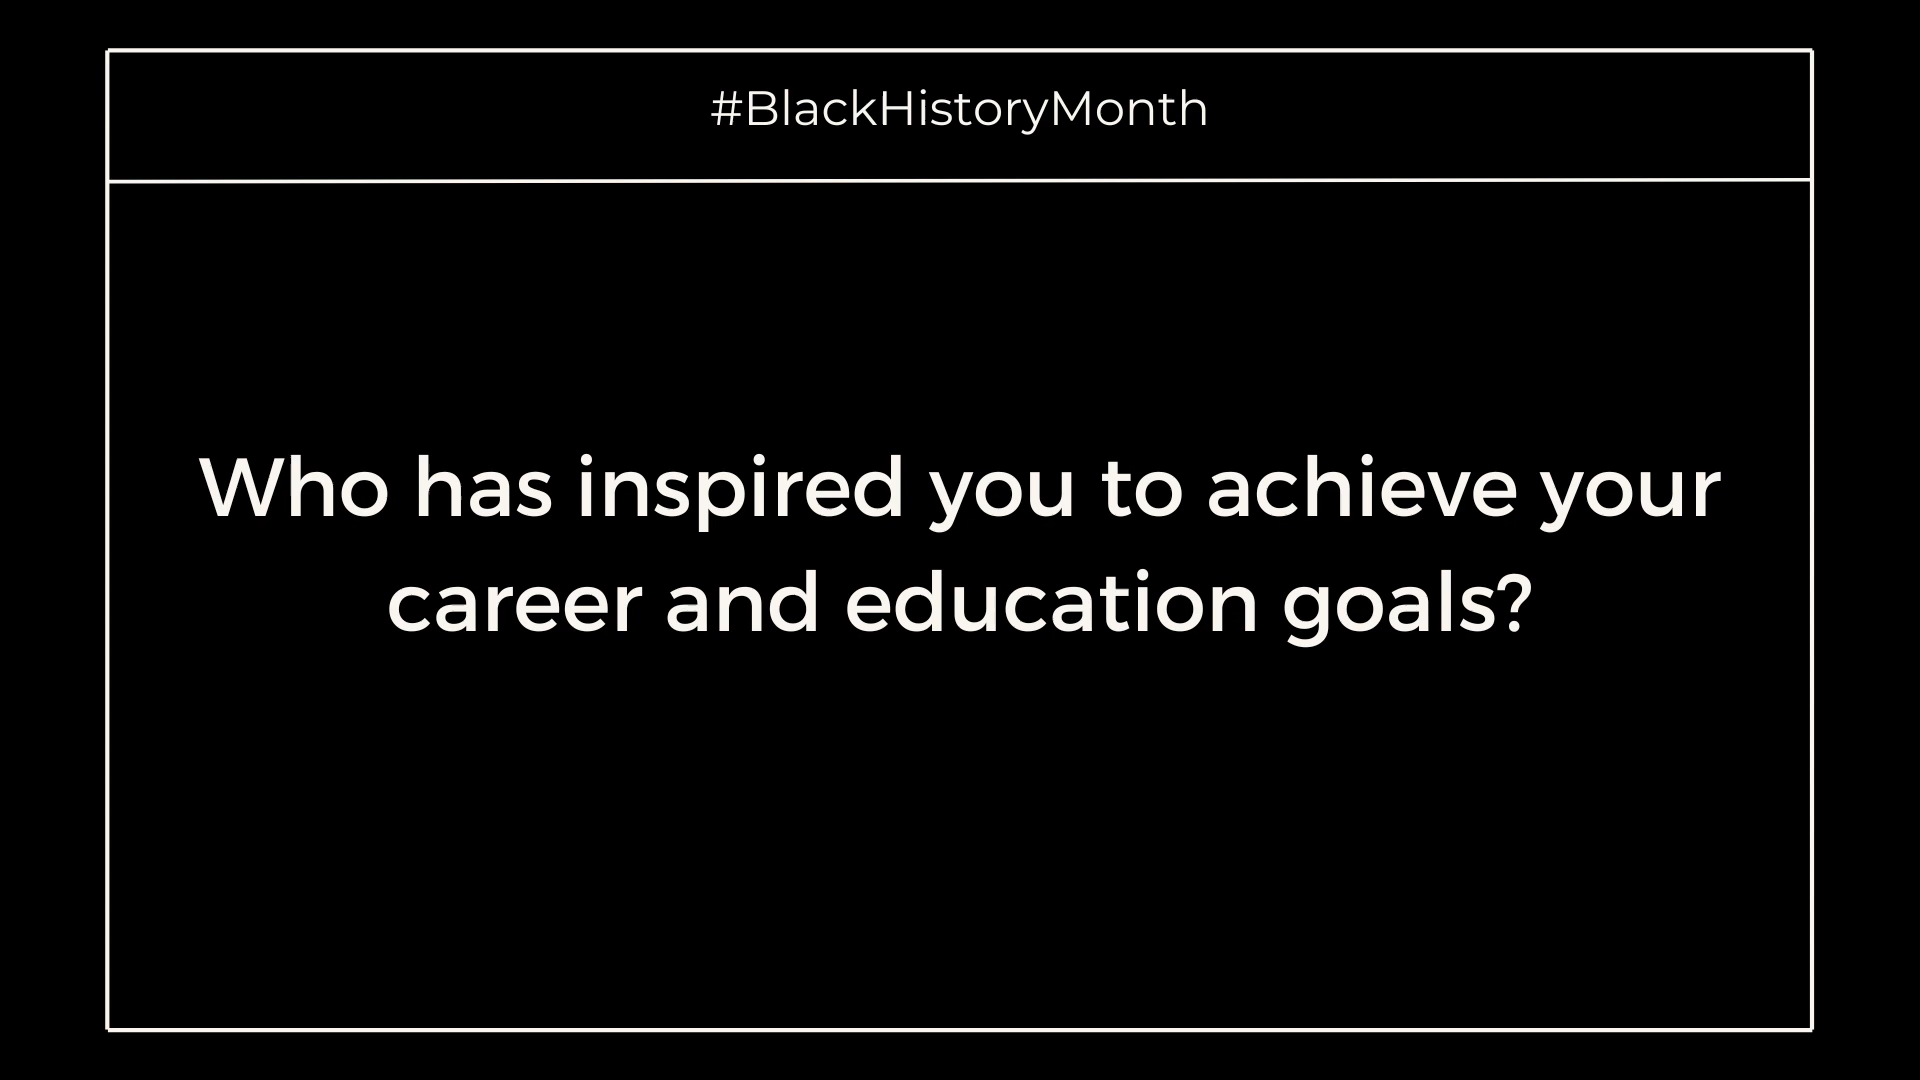 #BlackHistoryMonth
Who has inspired you to achieve your
career and education goals?